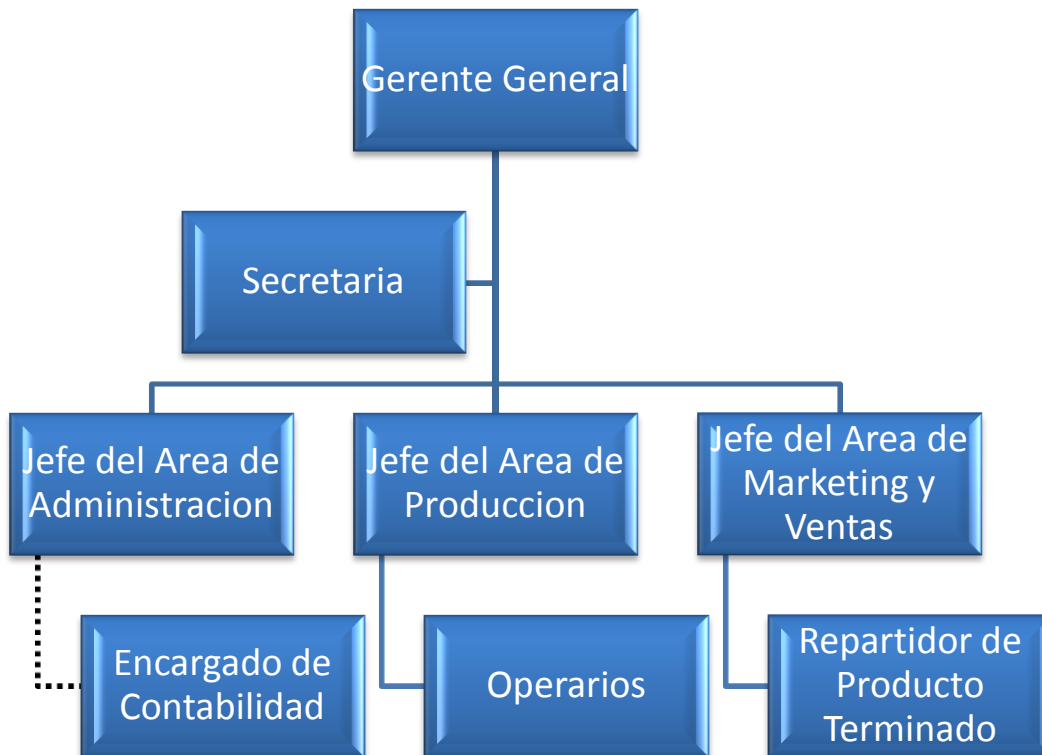 Gerente General
Secretaria
Jefe del Area de
Administracion
Jefe del Area de
Produccion
Jefe del Area de
Marketing y
Ventas
Encargado de
Contabilidad
Operarios
Repartidor de
Producto
Terminado